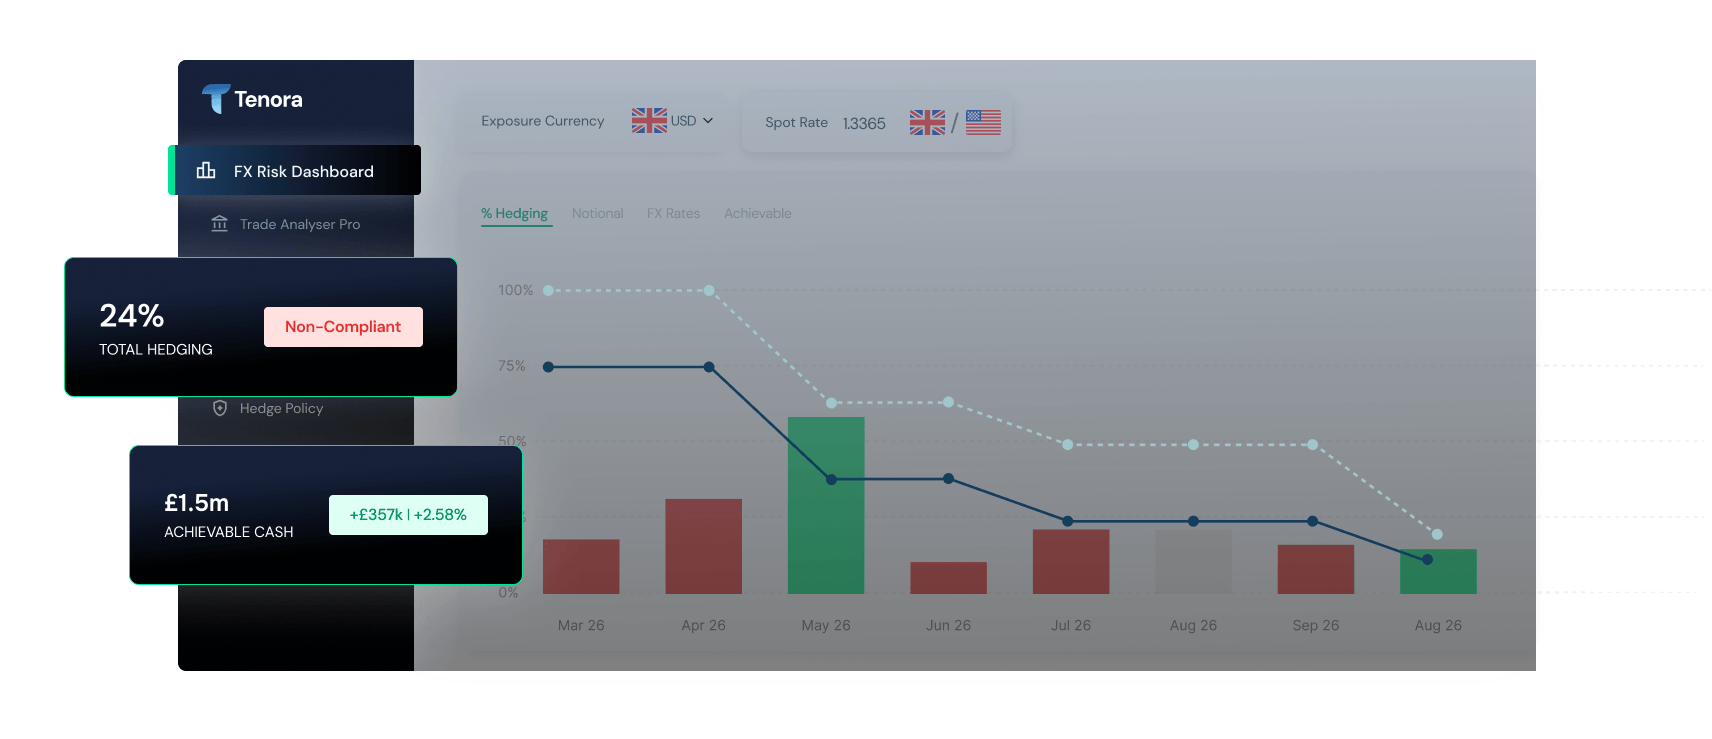 Tenora
FX Risk Dashboard
Trade Analyser Pro
24%
TOTAL HEDGING
Non-Compliant
Hedge Policy
£1.5m
ACHIEVABLE CASH
+£357k | +2.58%
Exposure Currency
USD
Spot Rate 1.3365
/
% Hedging Notional FX Rates Achievable
100%
75%
50%
%
0%
Mar 26 Apr 26 May 26 Jun 26 Jul 26 Aug 26 Sep 26 Aug 26